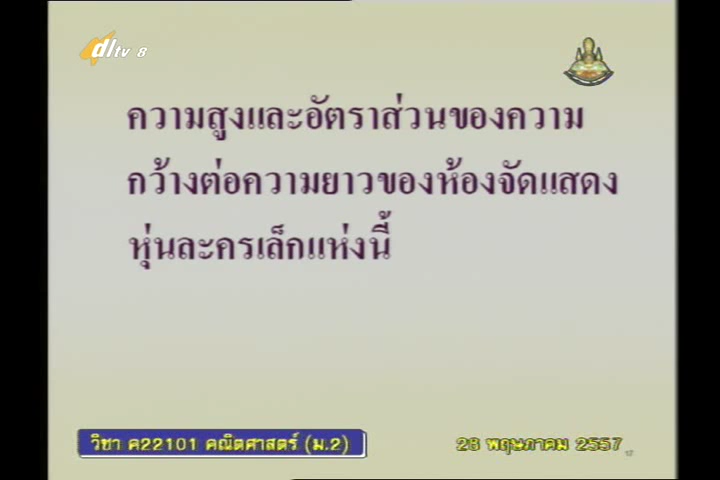 dltv 8
ความสูงและอัตราส่วนของความ
กว้างต่อความยาวของห้องจัดแสดง
หุ่นละครเล็กแห่งนี้
วิชา ค22101 คณิตศาสตร์ (ม.2)
28 พฤษภาคม 2557